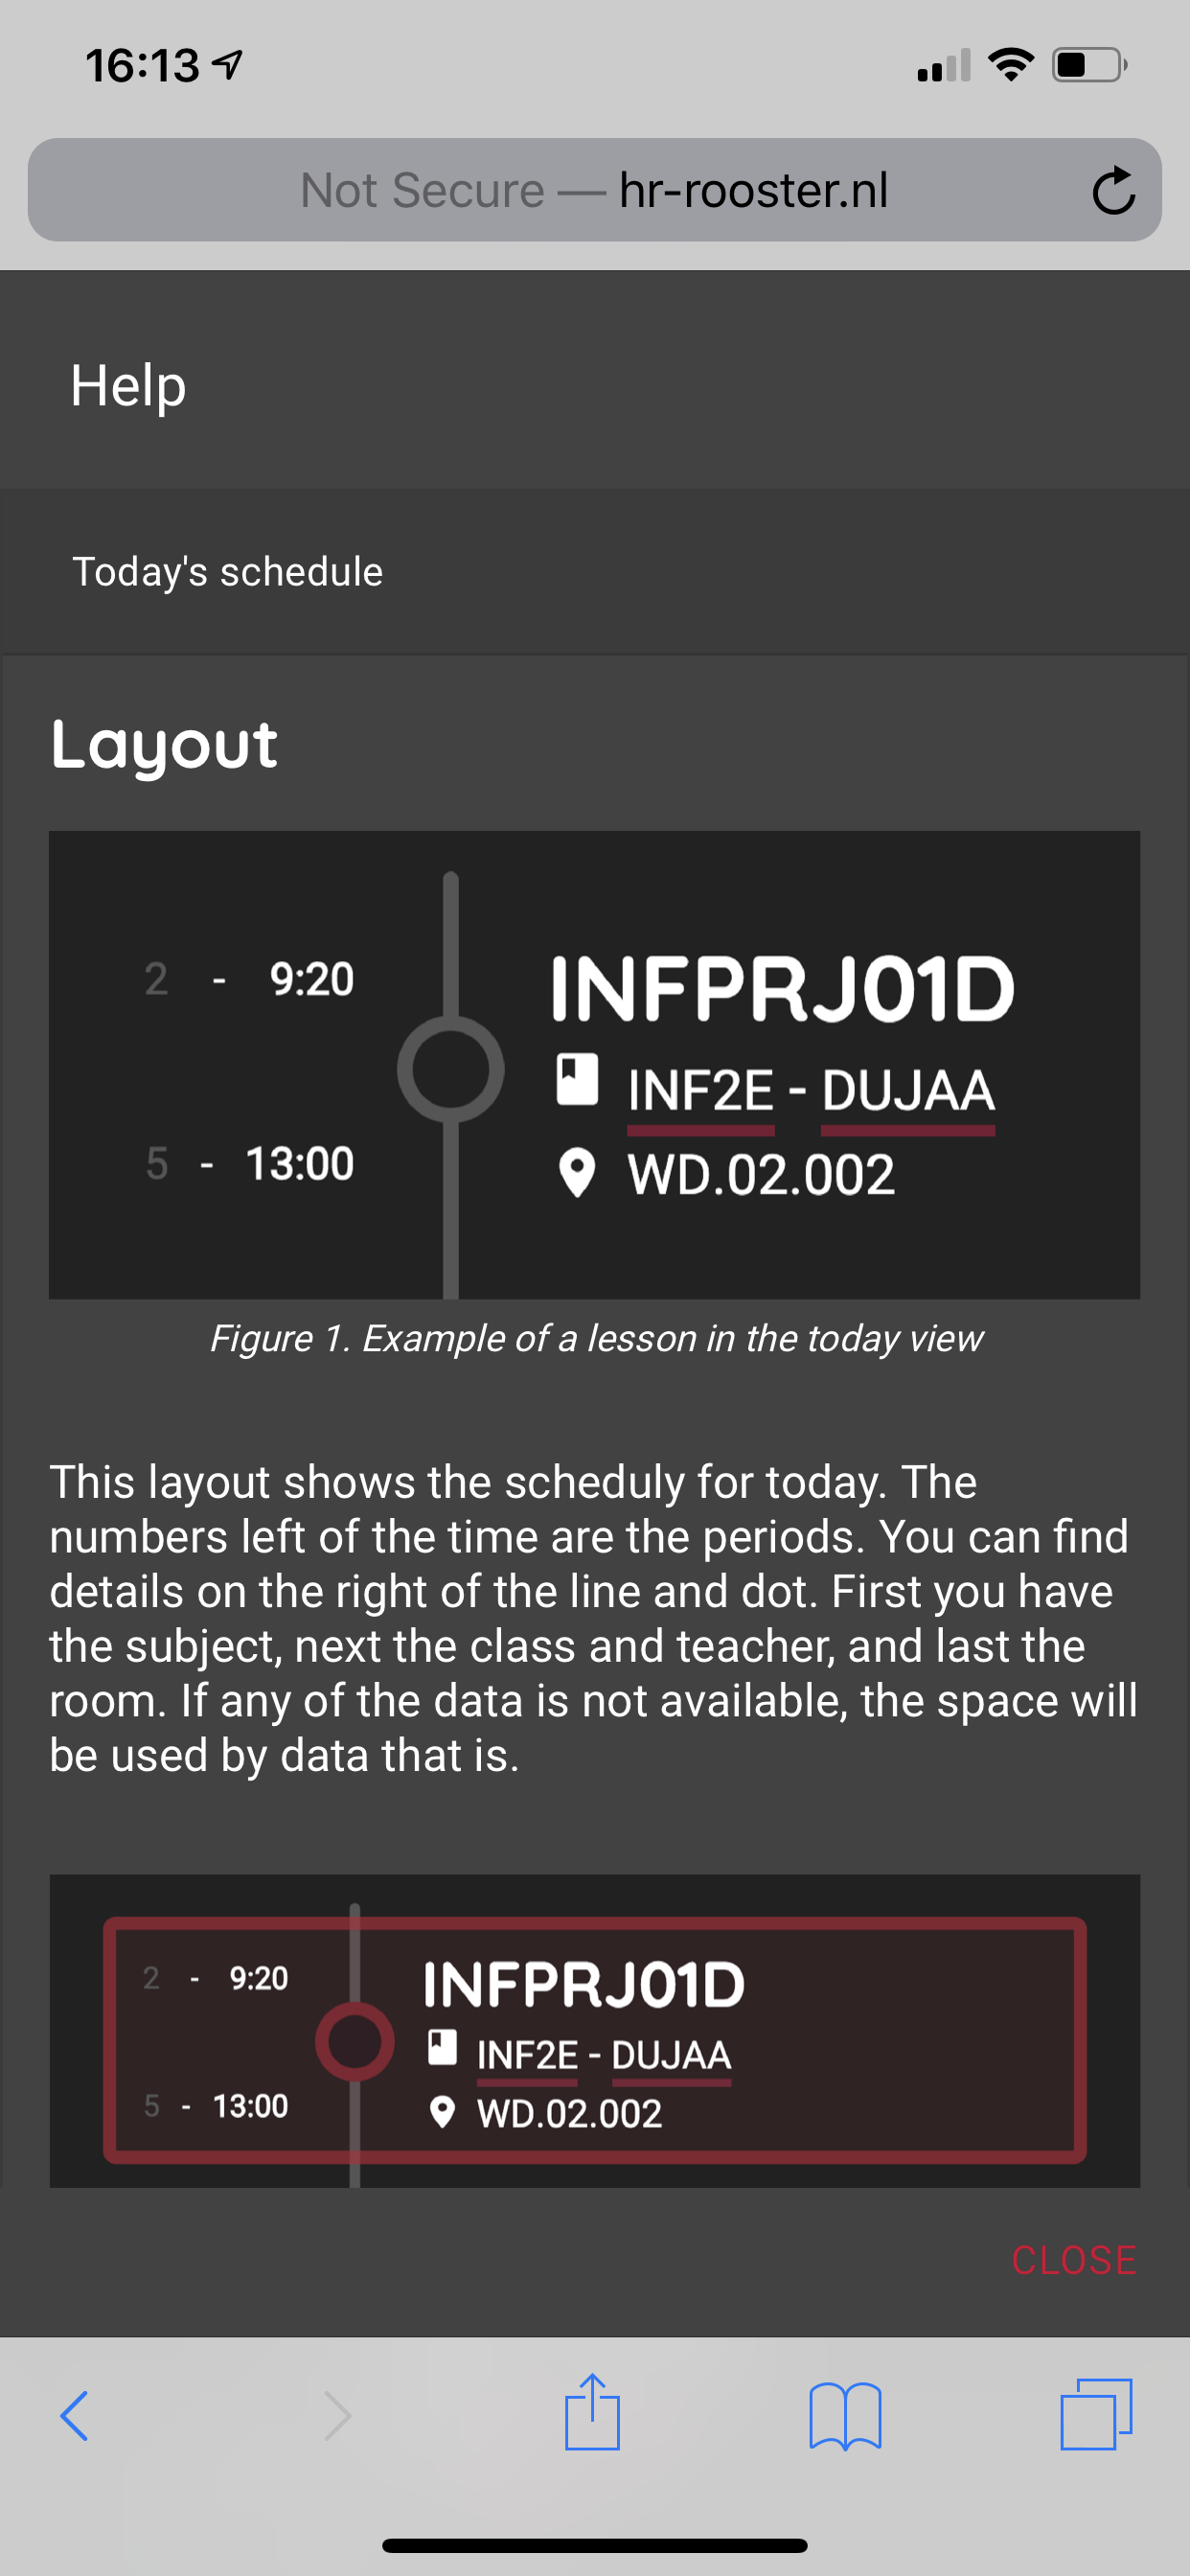 16:13
Not Secure — hr-rooster.nl
Help
Today's schedule
Layout
2 - 9:20
INFPRJ01D
INF2E - DUJAA
5 - 13:00
WD.02.002
Figure 1. Example of a lesson in the today view
This layout shows the scheduly for today. The
numbers left of the time are the periods. You can find
details on the right of the line and dot. First you have
the subject, next the class and teacher, and last the
room. If any of the data is not available, the space will
be used by data that is.
2 - 9:20
INFPRJ01D
INF2E - DUJAA
5 - 13:00
WD.02.002
CLOSE